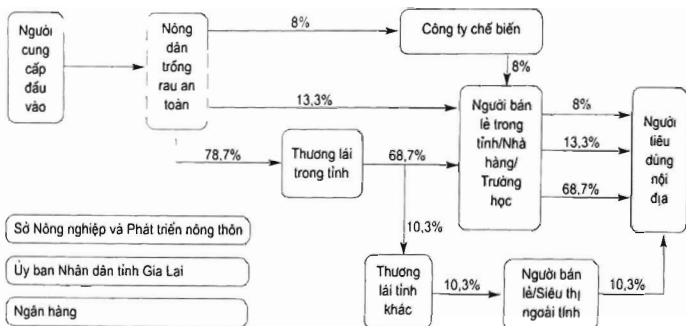 Người
cung
cấp
đầu
vào
Nông
dân
trồng
rau an
toàn
8%
Công ty chế biến
8%
13,3%
78,7%
Thương lái
trong tỉnh
68,7%
Người bán
lẻ trong
tỉnh/Nhà
hàng/
Trường
học
8%
13,3%
68,7%
Người
tiêu
dùng
nội
địa
10,3%
Thương
lái tỉnh
khác
10,3%
Người bán
lẻ/Siêu thị
ngoài tỉnh
10,3%
Sở Nông nghiệp và Phát triển nông thôn
Ủy ban Nhân dân tỉnh Gia Lai
Ngân hàng